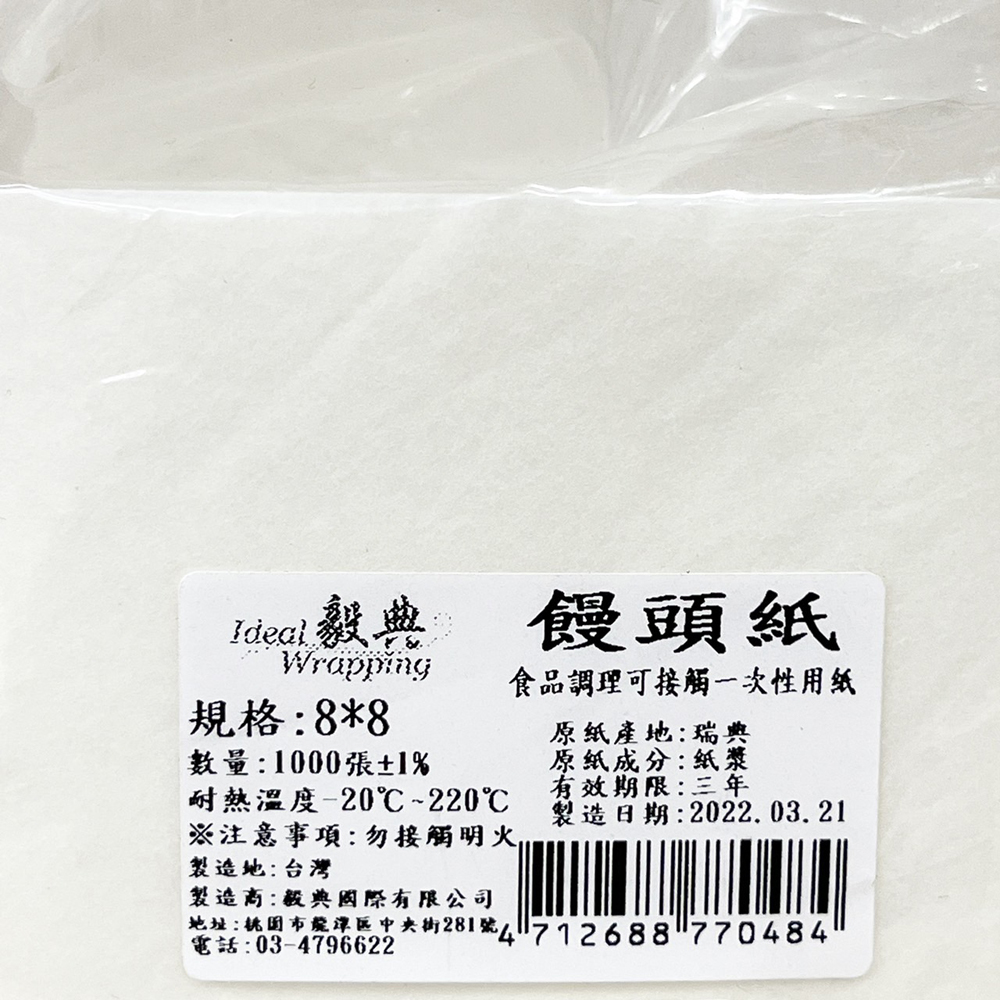 Ideal 毅典
Wrapping
饅頭紙
食品調理可接觸一次性用紙
規格:8*8
數量:1000張±1%
耐熱溫度-20℃~220℃
※注意事項:勿接觸明火
製造地:台灣
製造商:毅典國際有限公司
地址:桃園市龍潭區中央街281號
電話:03-4796622
原紙產地:瑞典
原紙成分:紙漿
有效期限:三年
製造日期:2022.03.21
4 712688 770484